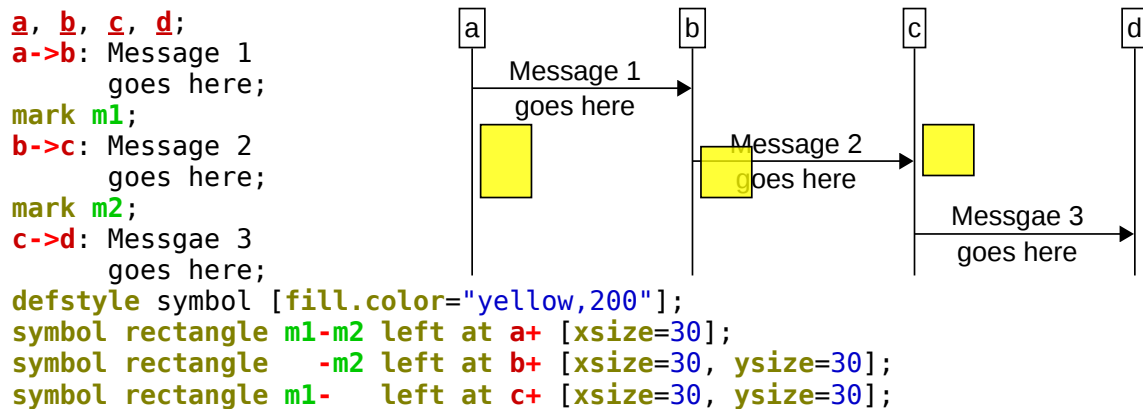 a, b, c, d;
a->b: Message 1
goes here;
mark m1;
b->c: Message 2
goes here;
mark m2;
c->d: Messgae 3
goes here;
defstyle symbol [fill.color="yellow,200"];
symbol rectangle m1-m2 left at a+ [xsize=30];
symbol rectangle   -m2 left at b+ [xsize=30, ysize=30];
symbol rectangle m1-   left at c+ [xsize=30, ysize=30];
a b c d
Message 1
goes here
Message 2
goes here
Messgae 3
goes here